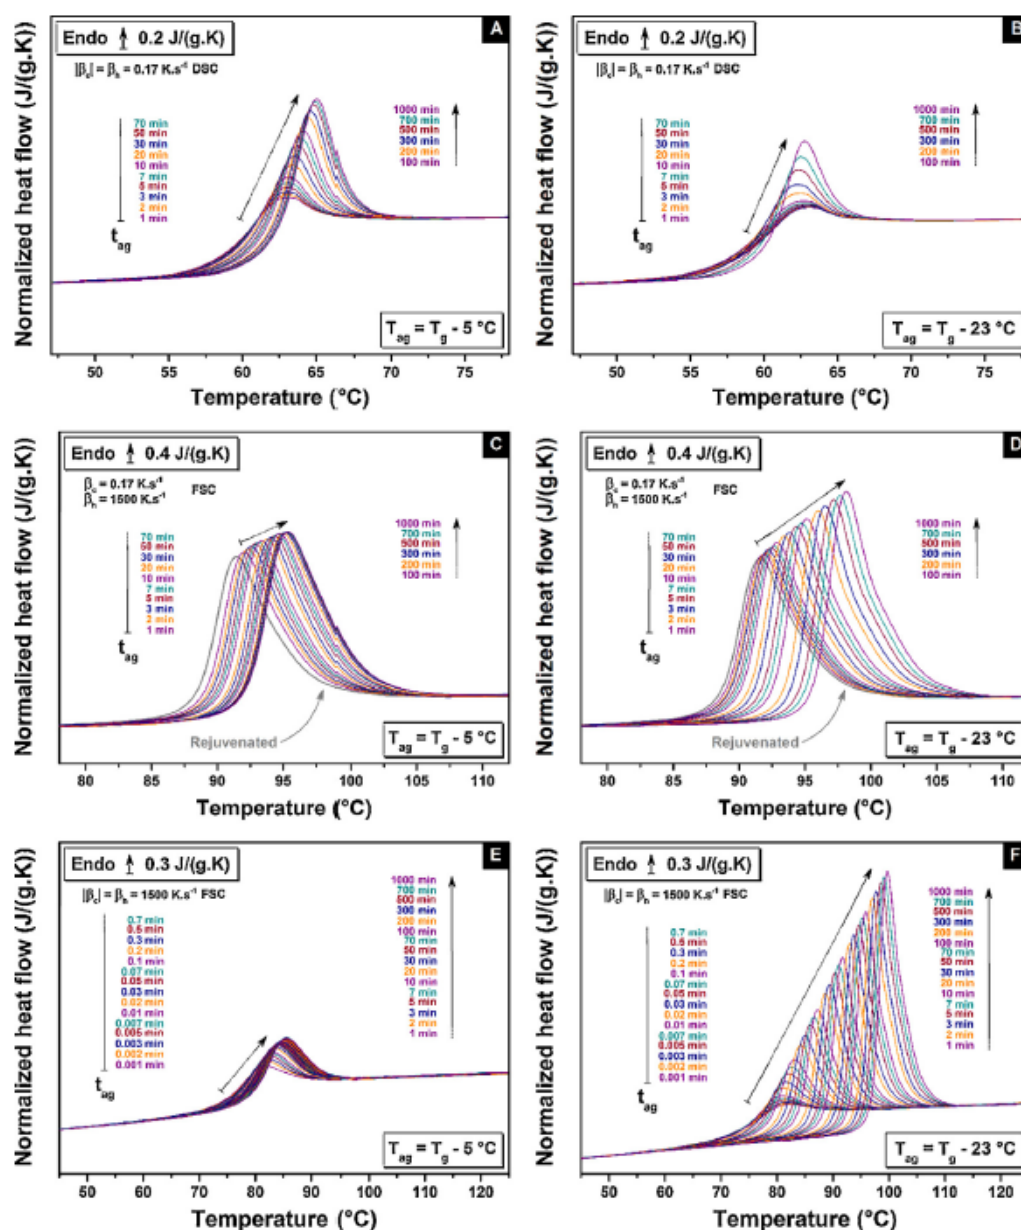 A
Endo 0.2 J/(g.K)
|βc| = βh = 0.17 K.s⁻¹ DSC
70 min
50 min
30 min
20 min
10 min
7 min
5 min
3 min
2 min
1 min
tag
1000 min
700 min
500 min
300 min
200 min
100 min
Tag = Tg - 5 °C
Normalized heat flow (J/(g.K))
50 55 60 65 70 75
Temperature (°C)
B
Endo 0.2 J/(g.K)
|βc| = βh = 0.17 K.s⁻¹ DSC
70 min
50 min
30 min
20 min
10 min
7 min
5 min
3 min
2 min
1 min
tag
1000 min
700 min
500 min
300 min
200 min
100 min
Tag = Tg - 23 °C
Normalized heat flow (J/(g.K))
50 55 60 65 70 75
Temperature (°C)
C
Endo 0.4 J/(g.K)
βc = 0.17 K.s⁻¹
βh = 1500 K.s⁻¹
FSC
70 min
50 min
30 min
20 min
10 min
7 min
5 min
3 min
2 min
1 min
tag
1000 min
700 min
500 min
300 min
200 min
100 min
Rejuvenated
Tag = Tg - 5 °C
Normalized heat flow (J/(g.K))
80 85 90 95 100 105 110
Temperature (°C)
D
Endo 0.4 J/(g.K)
βc = 0.17 K.s⁻¹
βh = 1500 K.s⁻¹
FSC
70 min
50 min
30 min
20 min
10 min
7 min
5 min
3 min
2 min
1 min
tag
1000 min
700 min
500 min
300 min
200 min
100 min
Rejuvenated
Tag = Tg - 23 °C
Normalized heat flow (J/(g.K))
80 85 90 95 100 105 110
Temperature (°C)
E
Endo 0.3 J/(g.K)
|βc| = βh = 1500 K.s⁻¹ FSC
0.7 min
0.5 min
0.3 min
0.2 min
0.1 min
0.07 min
0.05 min
0.03 min
0.02 min
0.01 min
0.007 min
0.005 min
0.003 min
0.002 min
0.001 min
tag
1000 min
700 min
500 min
300 min
200 min
100 min
70 min
50 min
30 min
20 min
10 min
7 min
5 min
3 min
2 min
1 min
Tag = Tg - 5 °C
Normalized heat flow (J/(g.K))
50 60 70 80 90 100 110 120
Temperature (°C)
F
Endo 0.3 J/(g.K)
|βc| = βh = 1500 K.s⁻¹ FSC
0.7 min
0.5 min
0.3 min
0.2 min
0.1 min
0.07 min
0.05 min
0.03 min
0.02 min
0.01 min
0.007 min
0.005 min
0.003 min
0.002 min
0.001 min
tag
1000 min
700 min
500 min
300 min
200 min
100 min
70 min
50 min
30 min
20 min
10 min
7 min
5 min
3 min
2 min
1 min
Tag = Tg - 23 °C
Normalized heat flow (J/(g.K))
50 60 70 80 90 100 110 120
Temperature (°C)